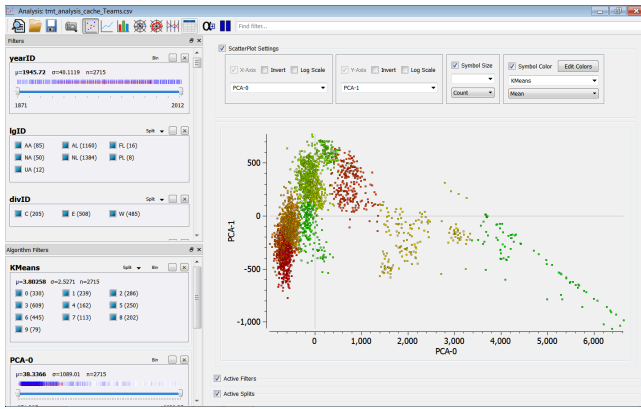 Analysis: tmt_analysis_cache_Teams.csv
Find filter...
Filters
yearID
Bin
μ=1945.72 σ=40.1119 n=2715
1871 2012
lgID
Split
AA (85) AL (1160) FL (16)
NA (50) NL (1384) PL (8)
UA (12)
divID
Split
C (205) E (508) W (485)
Algorithm Filters
KMeans
Split
μ=3.80258 σ=2.5271 n=2715
0 (330) 1 (239) 2 (286)
3 (609) 4 (162) 5 (250)
6 (445) 7 (113) 8 (202)
9 (79)
PCA-0
Bin
μ=38.3366 σ=1089.01 n=2715
ScatterPlot Settings
X-Axis Invert Log Scale
PCA-0
Y-Axis Invert Log Scale
PCA-1
Symbol Size
Count
Symbol Color Edit Colors
KMeans
Mean
500
0
-500
-1,000
PCA-1
0 1,000 2,000 3,000 4,000 5,000 6,000
PCA-0
Active Filters
Active Splits